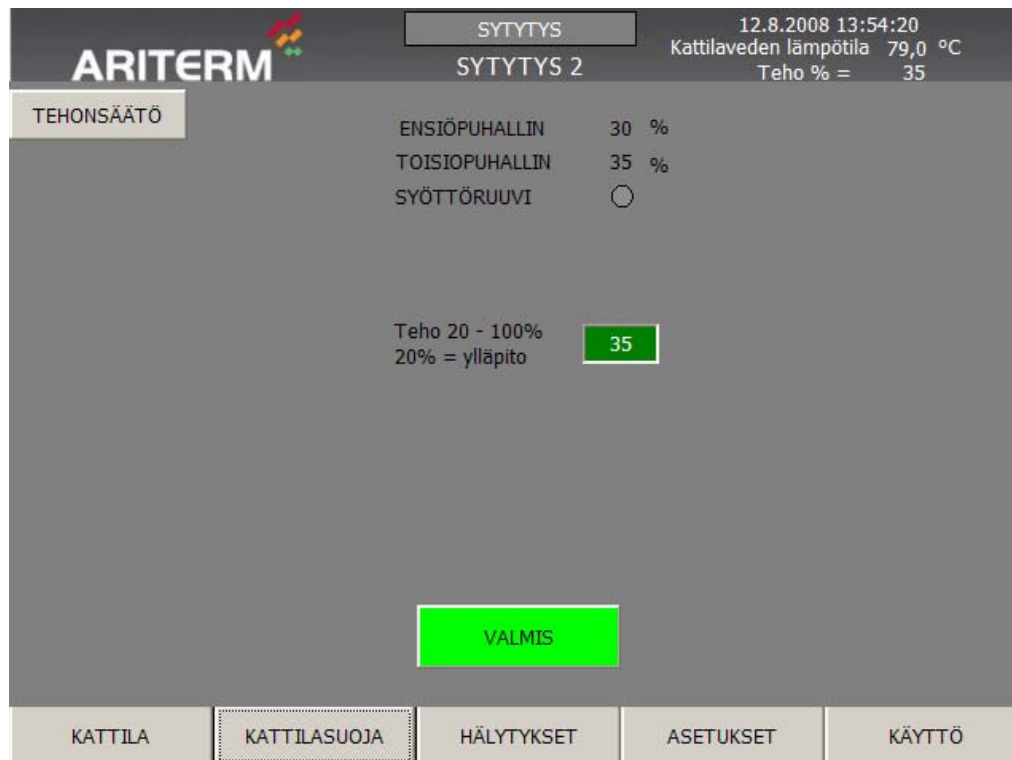 ARITERM
SYTYTYS
SYTYTYS 2
12.8.2008 13:54:20
Kattilaveden lämpötila 79,0 °C
Teho % = 35
TEHONSÄÄTÖ
ENSIÖPUHALLIN 30 %
TOISIOPUHALLIN 35 %
SYÖTTÖRUUVI
Teho 20 - 100%
20% = ylläpito
35
VALMIS
KATTILA
KATTILASUOJA
HÄLYTYKSET
ASETUKSET
KÄYTTÖ